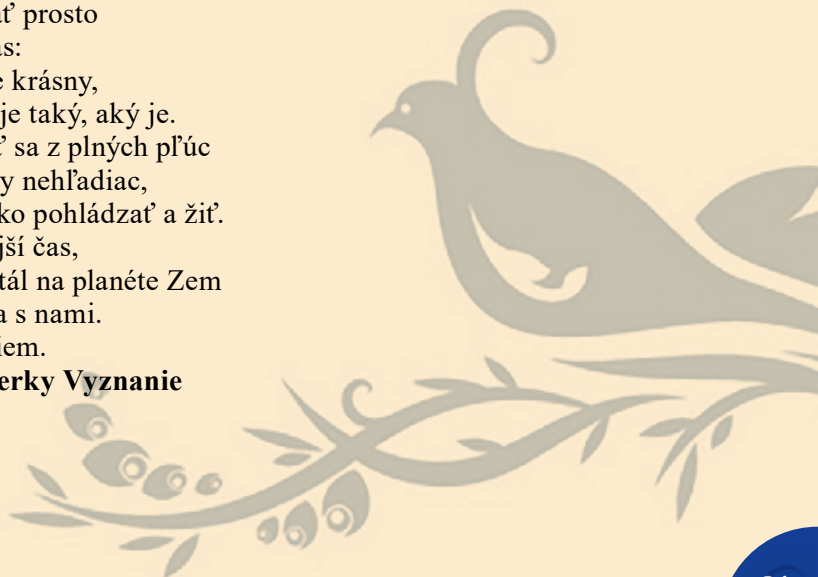 ať prosto
as:
e krásny,
je taký, aký je.
ť sa z plných pľúc
y nehľadiac,
ko pohládzať a žiť.
jší čas,
tál na planéte Zem
a s nami.
iem.
erky Vyznanie